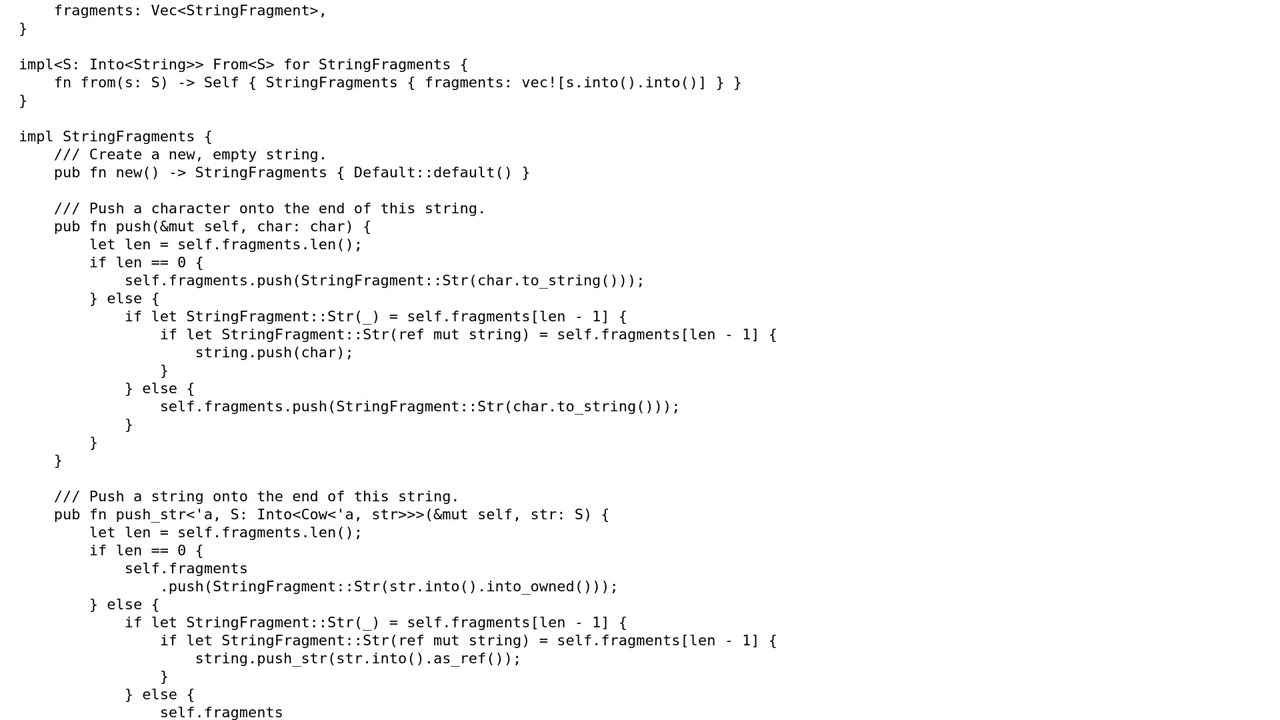 fragments: Vec<StringFragment>,
}

impl<S: Into<String>> From<S> for StringFragments {
    fn from(s: S) -> Self { StringFragments { fragments: vec![s.into().into()] } }
}

impl StringFragments {
    /// Create a new, empty string.
    pub fn new() -> StringFragments { Default::default() }

    /// Push a character onto the end of this string.
    pub fn push(&mut self, char: char) {
        let len = self.fragments.len();
        if len == 0 {
            self.fragments.push(StringFragment::Str(char.to_string()));
        } else {
            if let StringFragment::Str(_) = self.fragments[len - 1] {
                if let StringFragment::Str(ref mut string) = self.fragments[len - 1] {
                    string.push(char);
                }
            } else {
                self.fragments.push(StringFragment::Str(char.to_string()));
            }
        }
    }

    /// Push a string onto the end of this string.
    pub fn push_str<'a, S: Into<Cow<'a, str>>>(&mut self, str: S) {
        let len = self.fragments.len();
        if len == 0 {
            self.fragments
                .push(StringFragment::Str(str.into().into_owned()));
        } else {
            if let StringFragment::Str(_) = self.fragments[len - 1] {
                if let StringFragment::Str(ref mut string) = self.fragments[len - 1] {
                    string.push_str(str.into().as_ref());
                }
            } else {
                self.fragments